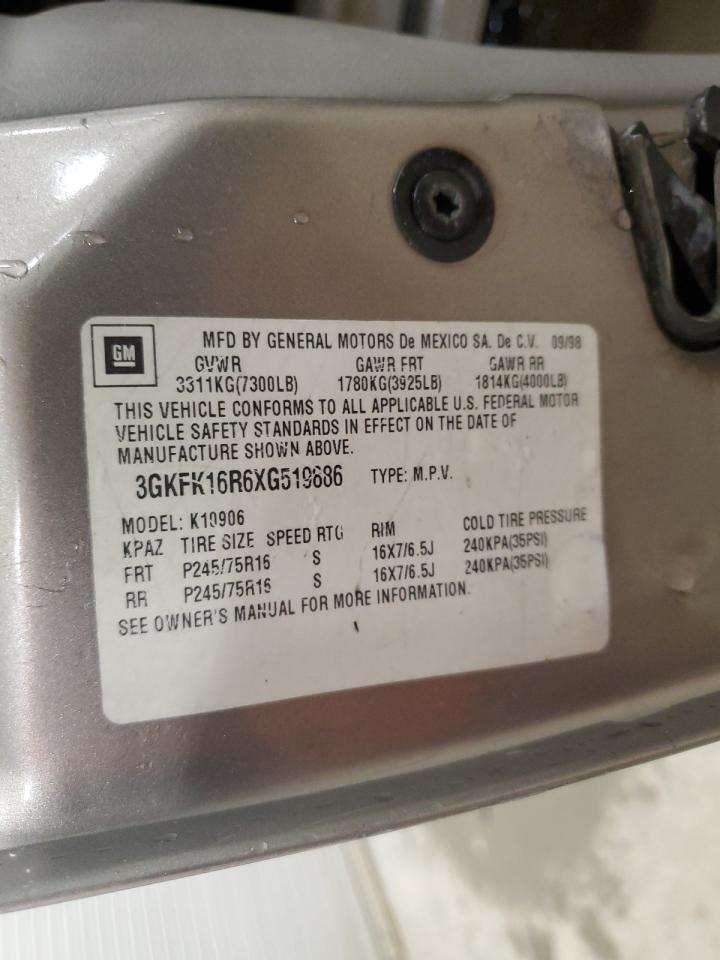 GM
MFD BY GENERAL MOTORS De MEXICO SA. De C.V. 09/98
GVWR GAWR FRT GAWR RR
3311KG(7300LB) 1780KG(3925LB) 1814KG(4000LB)
THIS VEHICLE CONFORMS TO ALL APPLICABLE U.S. FEDERAL MOTOR
VEHICLE SAFETY STANDARDS IN EFFECT ON THE DATE OF
MANUFACTURE SHOWN ABOVE.
3GKFK16R6XG519886 TYPE: M.P.V.
MODEL: K10906
KPAZ TIRE SIZE SPEED RTG RIM COLD TIRE PRESSURE
FRT P245/75R16 S 16X7/6.5J 240KPA(35PSI)
RR P245/75R16 S 16X7/6.5J 240KPA(35PSI)
SEE OWNER'S MANUAL FOR MORE INFORMATION.